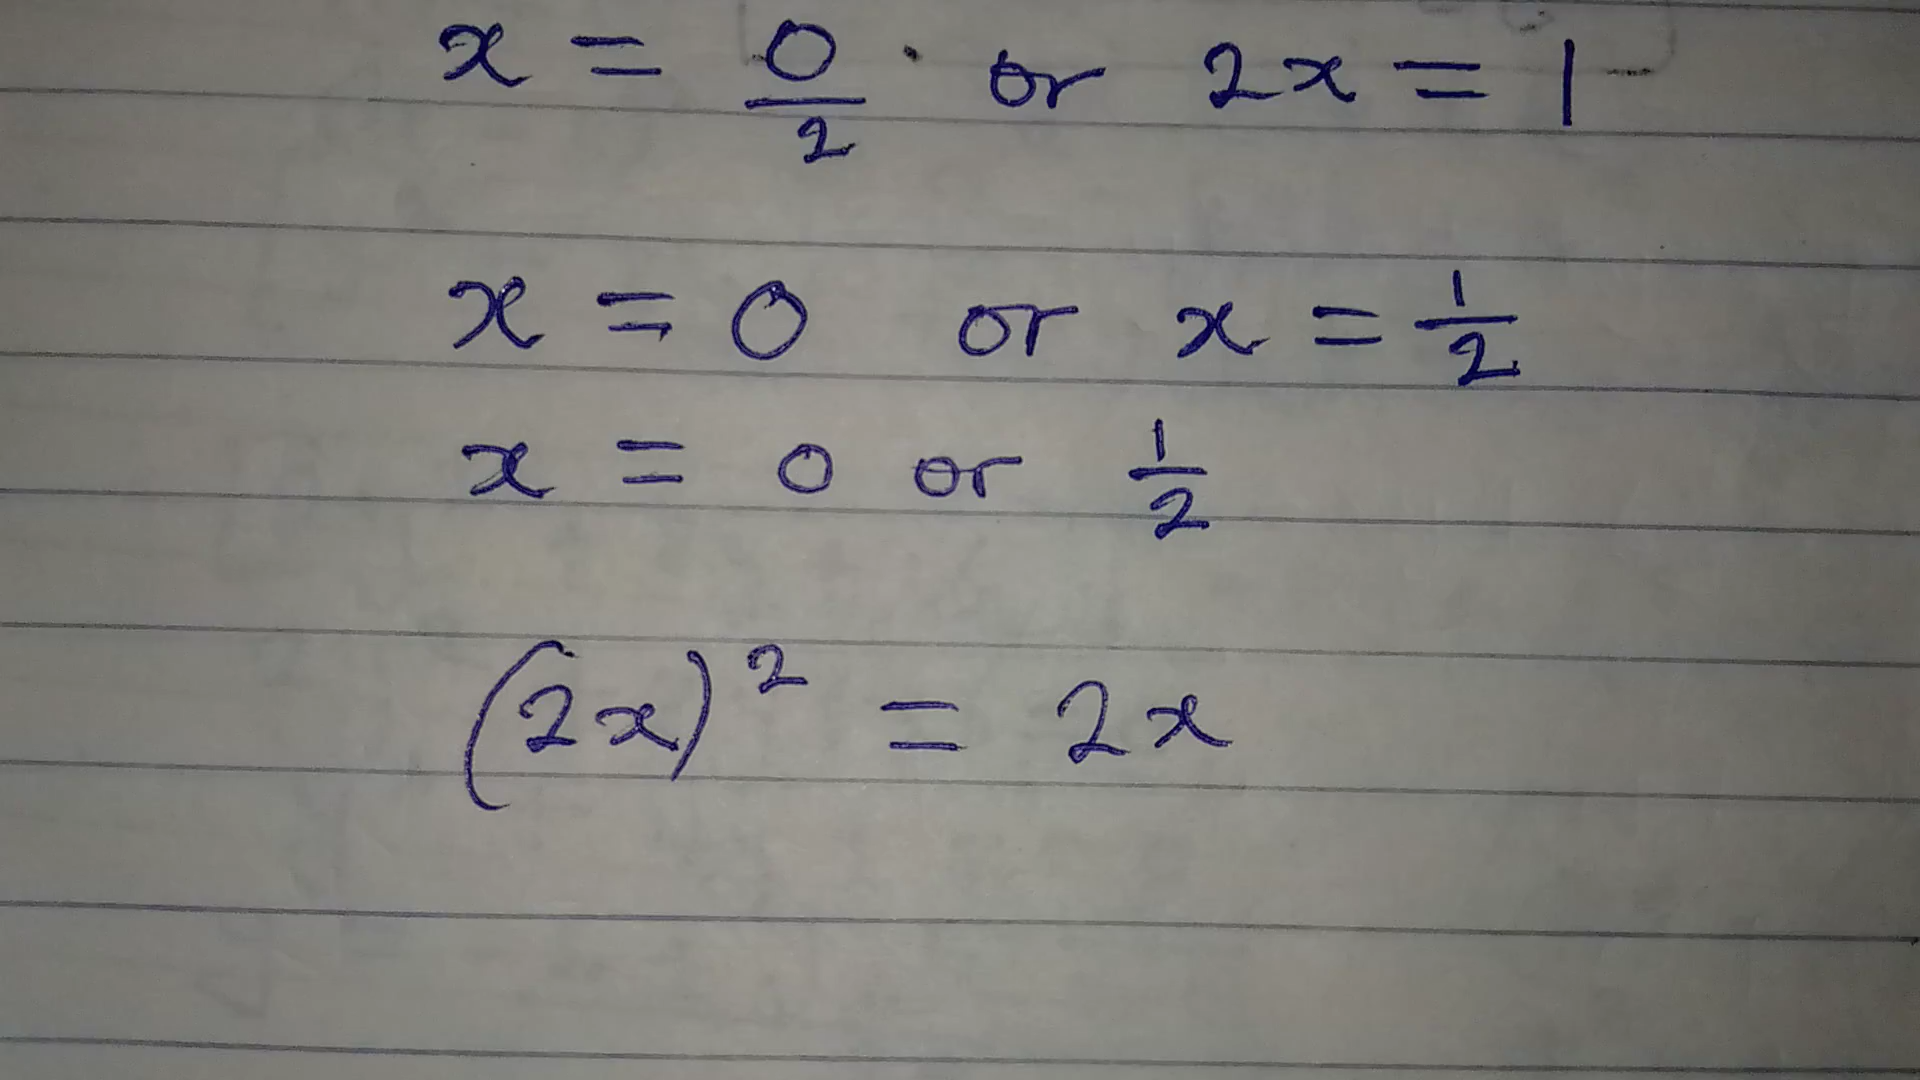 x = 0/2 or 2x = 1
x = 0 or x = 1/2
x = 0 or 1/2
(2x)² = 2x